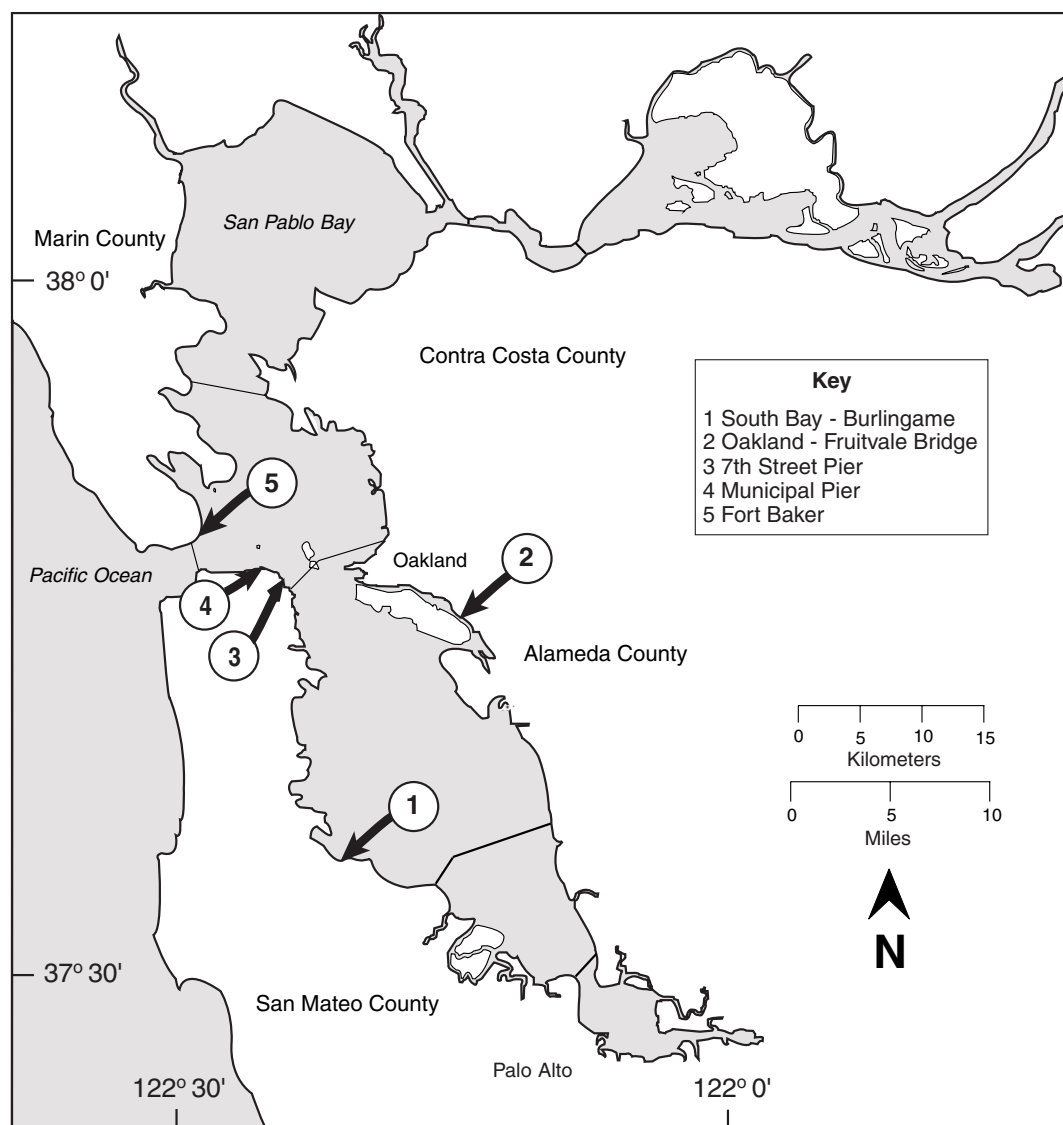 San Pablo Bay
Marin County
38° 0'
Contra Costa County
Key
1 South Bay - Burlingame
2 Oakland - Fruitvale Bridge
3 7th Street Pier
4 Municipal Pier
5 Fort Baker
5
Pacific Ocean
Oakland
2
4
3
Alameda County
0 5 10 15
Kilometers
0 5 10
Miles
1
N
37° 30'
San Mateo County
Palo Alto
122° 30'
122° 0'